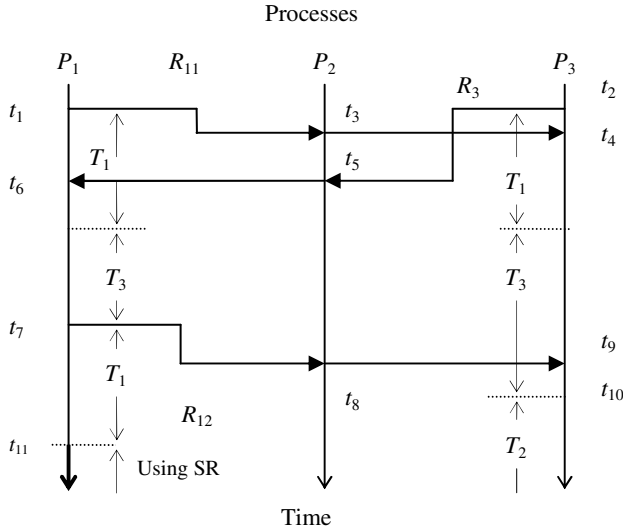 Processes
P1 R11 P2 R3 P3
t1 t3 t2
t4
T1 t5 T1
t6
T3 T3
t7 t9
T1
R12 t8 t10
t11 Using SR T2
Time